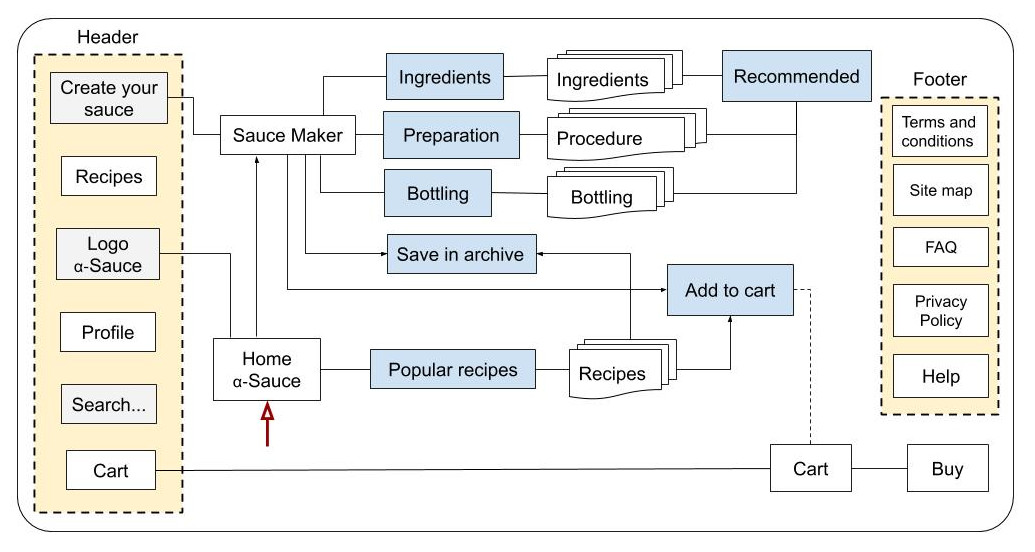 Header
Create your
sauce
Recipes
Logo
α-Sauce
Profile
Search...
Cart
Sauce Maker
Home
α-Sauce
Ingredients
Ingredients
Recommended
Preparation
Procedure
Bottling
Bottling
Save in archive
Add to cart
Popular recipes
Recipes
Cart
Buy
Footer
Terms and
conditions
Site map
FAQ
Privacy
Policy
Help